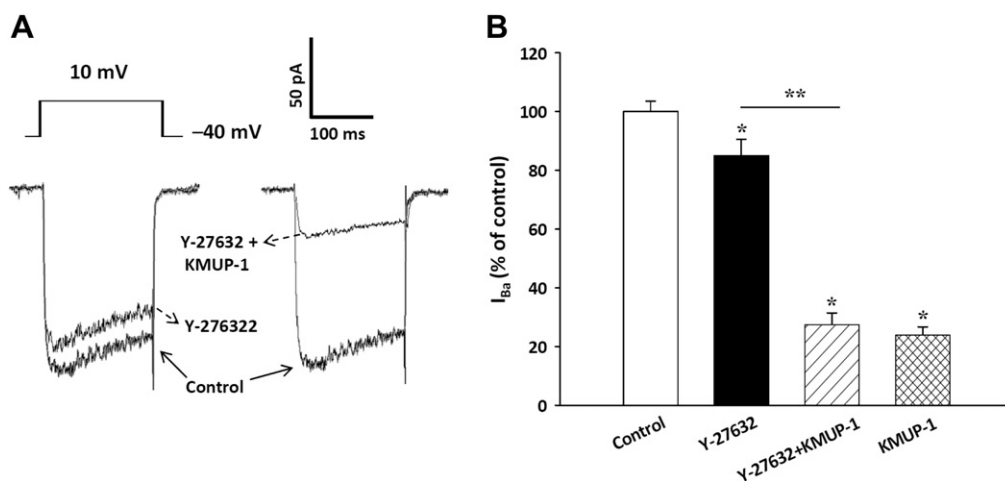 A
10 mV
−40 mV
50 pA
100 ms
Y-27632 +
KMUP-1
Y-276322
Control
B
I_Ba (% of control)
120
100
80
60
40
20
0
**
*
*
*
Control
Y-27632
Y-27632+KMUP-1
KMUP-1